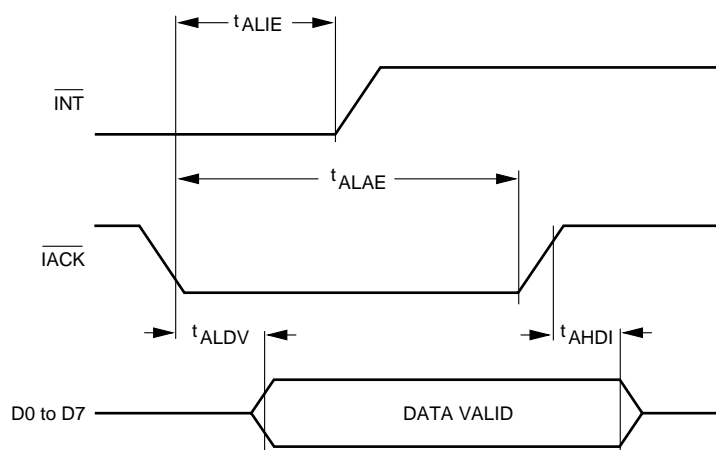 tALIE
INT
tALAE
IACK
tALDV
tAHDI
D0 to D7
DATA VALID